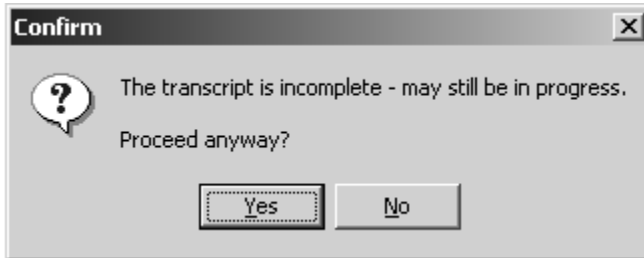 Confirm
The transcript is incomplete - may still be in progress.
Proceed anyway?
Yes No